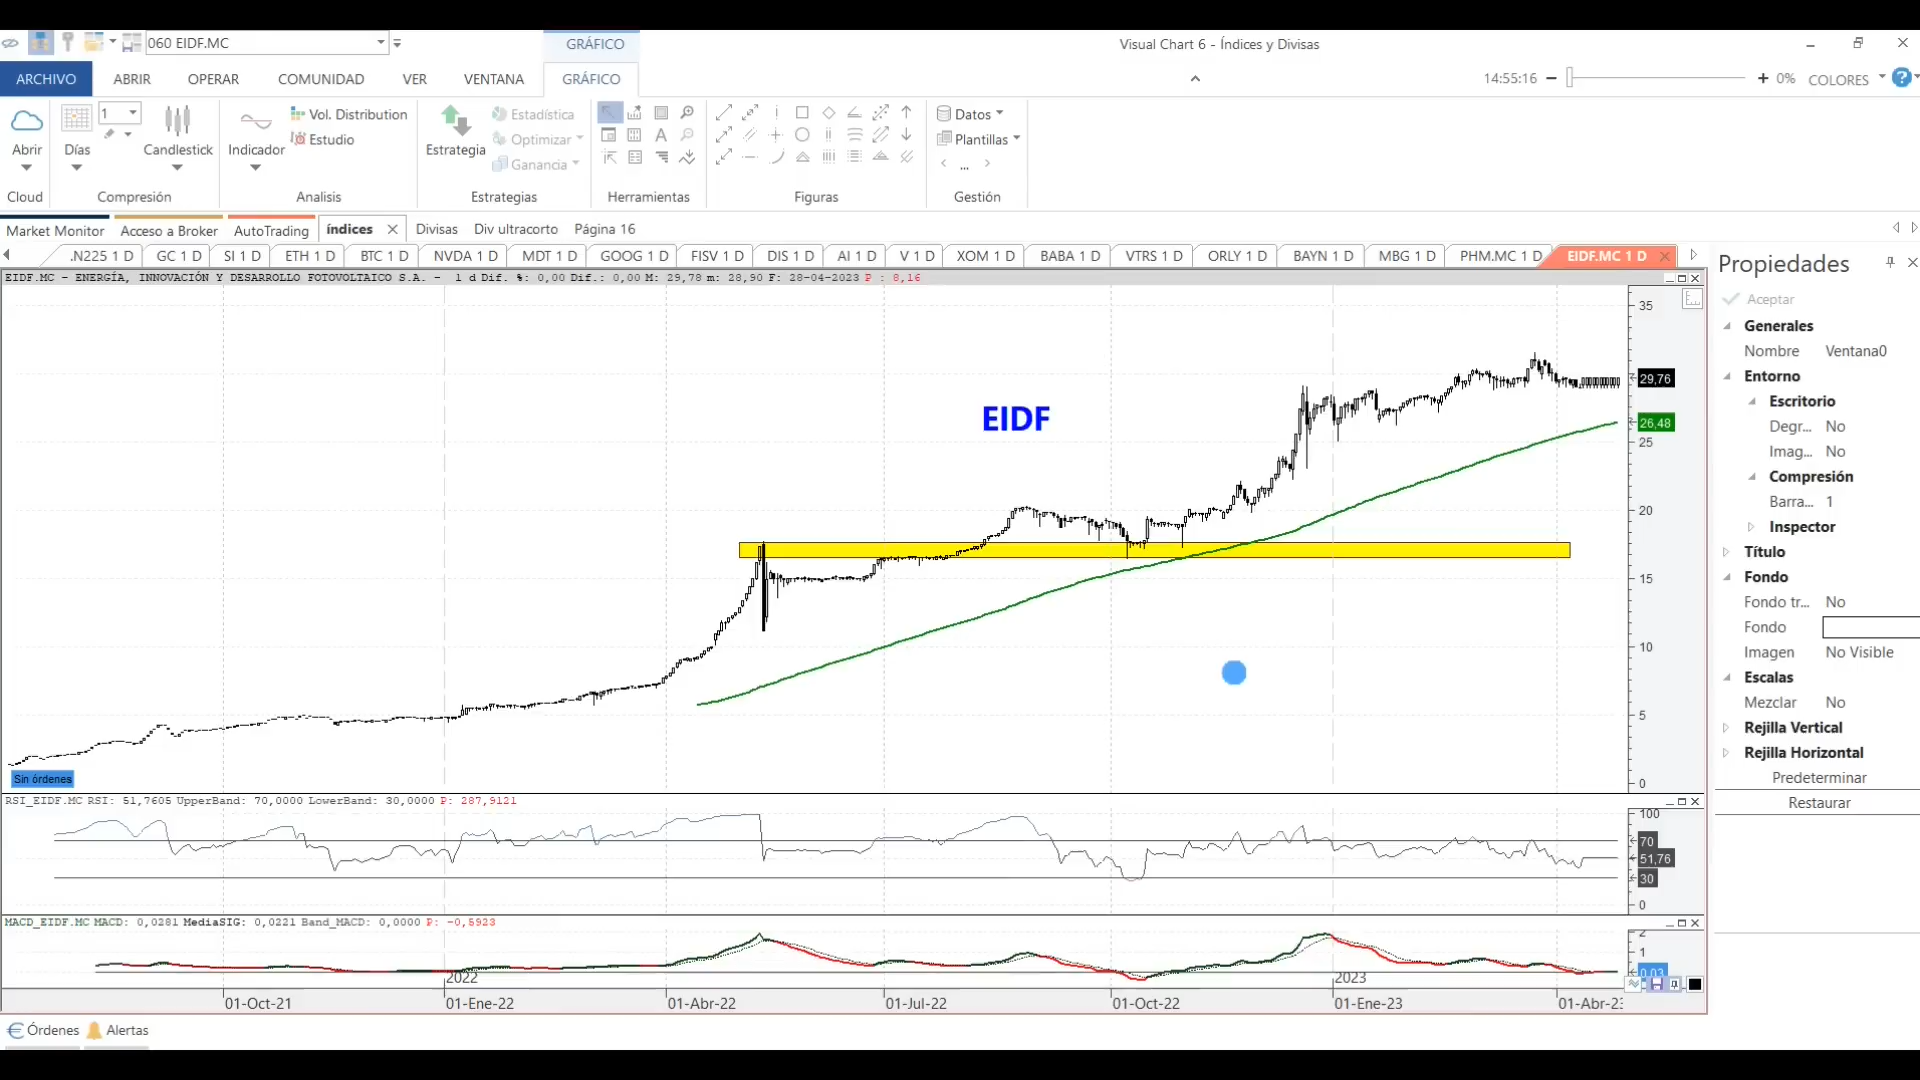 060 EIDF.MC
GRÁFICO
Visual Chart 6 - Índices y Divisas
ARCHIVO ABRIR OPERAR COMUNIDAD VER VENTANA GRÁFICO
14:55:16 0% COLORES
Abrir
Cloud
1
Días
Candlestick
Compresión
Indicador
Vol. Distribution
Estudio
Analisis
Estrategia
Estadística
Optimizar
Ganancia
Estrategias
Herramientas
Figuras
Datos
Plantillas
...
Gestión
Market Monitor Acceso a Broker AutoTrading índices Divisas Div ultracorto Página 16
.N225 1 D GC 1 D SI 1 D ETH 1 D BTC 1 D NVDA 1 D MDT 1 D GOOG 1 D FISV 1 D DIS 1 D AI 1 D V 1 D XOM 1 D BABA 1 D VTRS 1 D ORLY 1 D BAYN 1 D MBG 1 D PHM.MC 1 D EIDF.MC 1 D
EIDF.MC - ENERGÍA, INNOVACIÓN Y DESARROLLO FOTOVOLTAICO S.A. - 1 d Dif. %: 0,00 Dif.: 0,00 M: 29,78 m: 28,90 F: 28-04-2023 P : 8,16
35
29,76
26,48
25
20
15
10
5
0
EIDF
Sin órdenes
RSI_EIDF.MC RSI: 51,7605 UpperBand: 70,0000 LowerBand: 30,0000 P: 287,9121
100
70
51,76
30
0
MACD_EIDF.MC MACD: 0,0281 MediaSIG: 0,0221 Band_MACD: 0,0000 P: -0,5923
2
1
0,03
2022 2023
01-Oct-21 01-Ene-22 01-Abr-22 01-Jul-22 01-Oct-22 01-Ene-23 01-Abr-23
Órdenes Alertas
Propiedades
Aceptar
Generales
Nombre Ventana0
Entorno
Escritorio
Degr... No
Imag... No
Compresión
Barra... 1
Inspector
Título
Fondo
Fondo tr... No
Fondo
Imagen No Visible
Escalas
Mezclar No
Rejilla Vertical
Rejilla Horizontal
Predeterminar
Restaurar